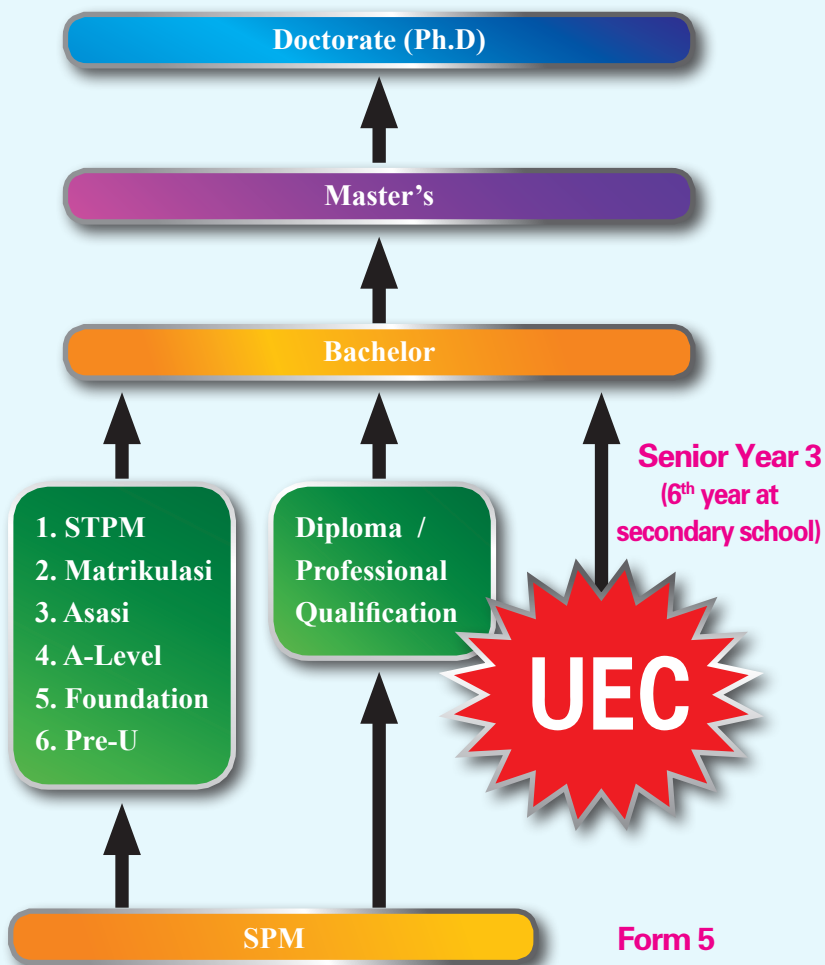 Doctorate (Ph.D)
Master's
Bachelor
Senior Year 3
(6th year at
secondary school)
1. STPM
2. Matrikulasi
3. Asasi
4. A-Level
5. Foundation
6. Pre-U
Diploma /
Professional
Qualification
UEC
SPM
Form 5